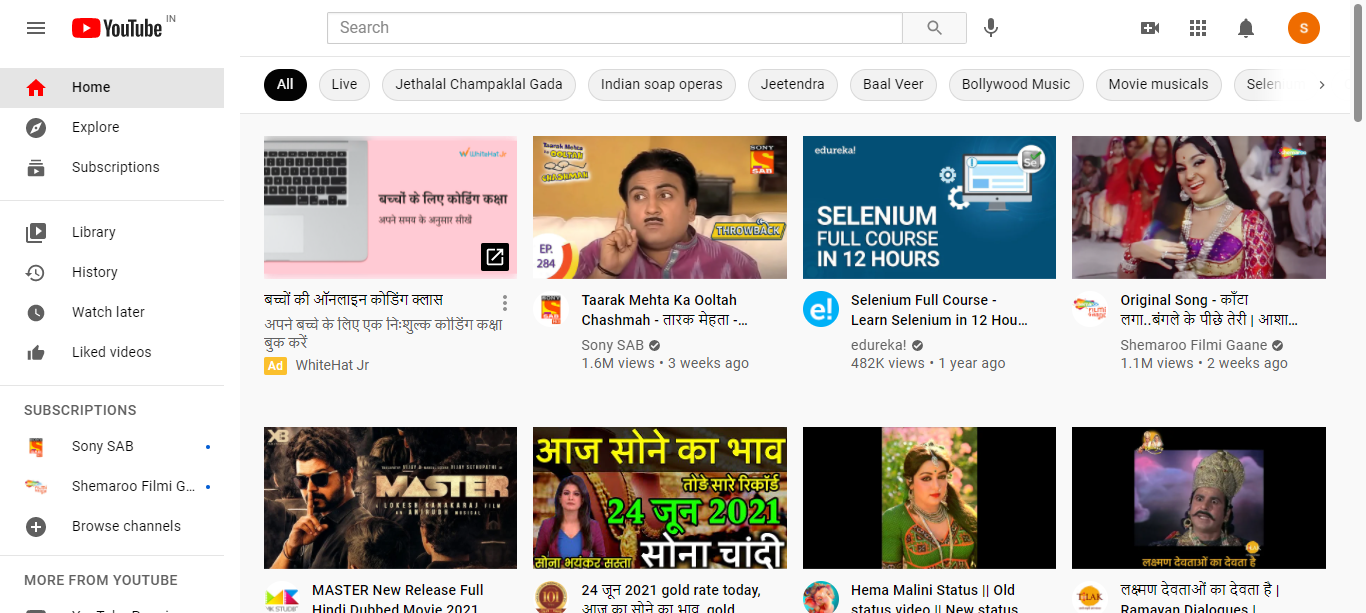 YouTube IN
Search
S
Home
Explore
Subscriptions
Library
History
Watch later
Liked videos
SUBSCRIPTIONS
Sony SAB
Shemaroo Filmi G...
Browse channels
MORE FROM YOUTUBE
All
Live
Jethalal Champaklal Gada
Indian soap operas
Jeetendra
Baal Veer
Bollywood Music
Movie musicals
WhiteHat Jr
बच्चों के लिए कोडिंग कक्षा
अपने समय के अनुसार सीखें
बच्चों की ऑनलाइन कोडिंग क्लास
अपने बच्चे के लिए एक निःशुल्क कोडिंग कक्षा
बुक करें
Ad WhiteHat Jr
Taarak Mehta
Ka OOLTAH
CHASHMAH
SONY
SAB
THROWBACK
EP.
284
Taarak Mehta Ka Ooltah
Chashmah - तारक मेहता -...
Sony SAB
1.6M views • 3 weeks ago
edureka!
Se
SELENIUM
FULL COURSE
IN 12 HOURS
e!
Selenium Full Course -
Learn Selenium in 12 Hou...
edureka!
482K views • 1 year ago
Original Song - काँटा
लगा..बंगले के पीछे तेरी | आशा...
Shemaroo Filmi Gaane
1.1M views • 2 weeks ago
XB
MASTER
A LOKESH KANAKARAJ FILM
AN ANIRUDH MUSICAL
MASTER New Release Full
Hindi Dubbed Movie 2021
आज सोने का भाव
तोड़े सारे रिकॉर्ड
24 जून 2021
सोना भयंकर सस्ता
सोना चांदी
24 जून 2021 gold rate today,
आज का सोने का भाव, gold
Hema Malini Status || Old
status video || New status
लक्ष्मण देवताओं का देवता है
TILAK
लक्ष्मण देवताओं का देवता है |
Ramayan Dialogues |